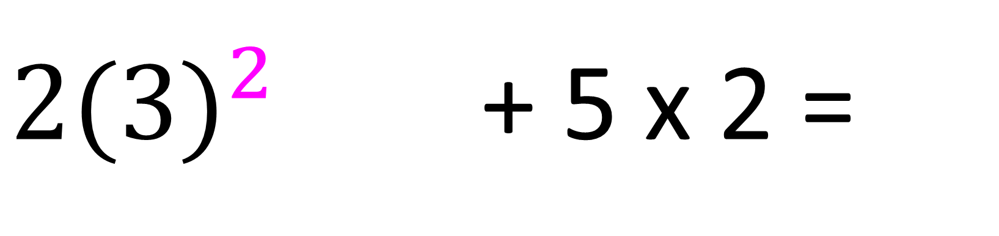 2(3)² + 5 x 2 =